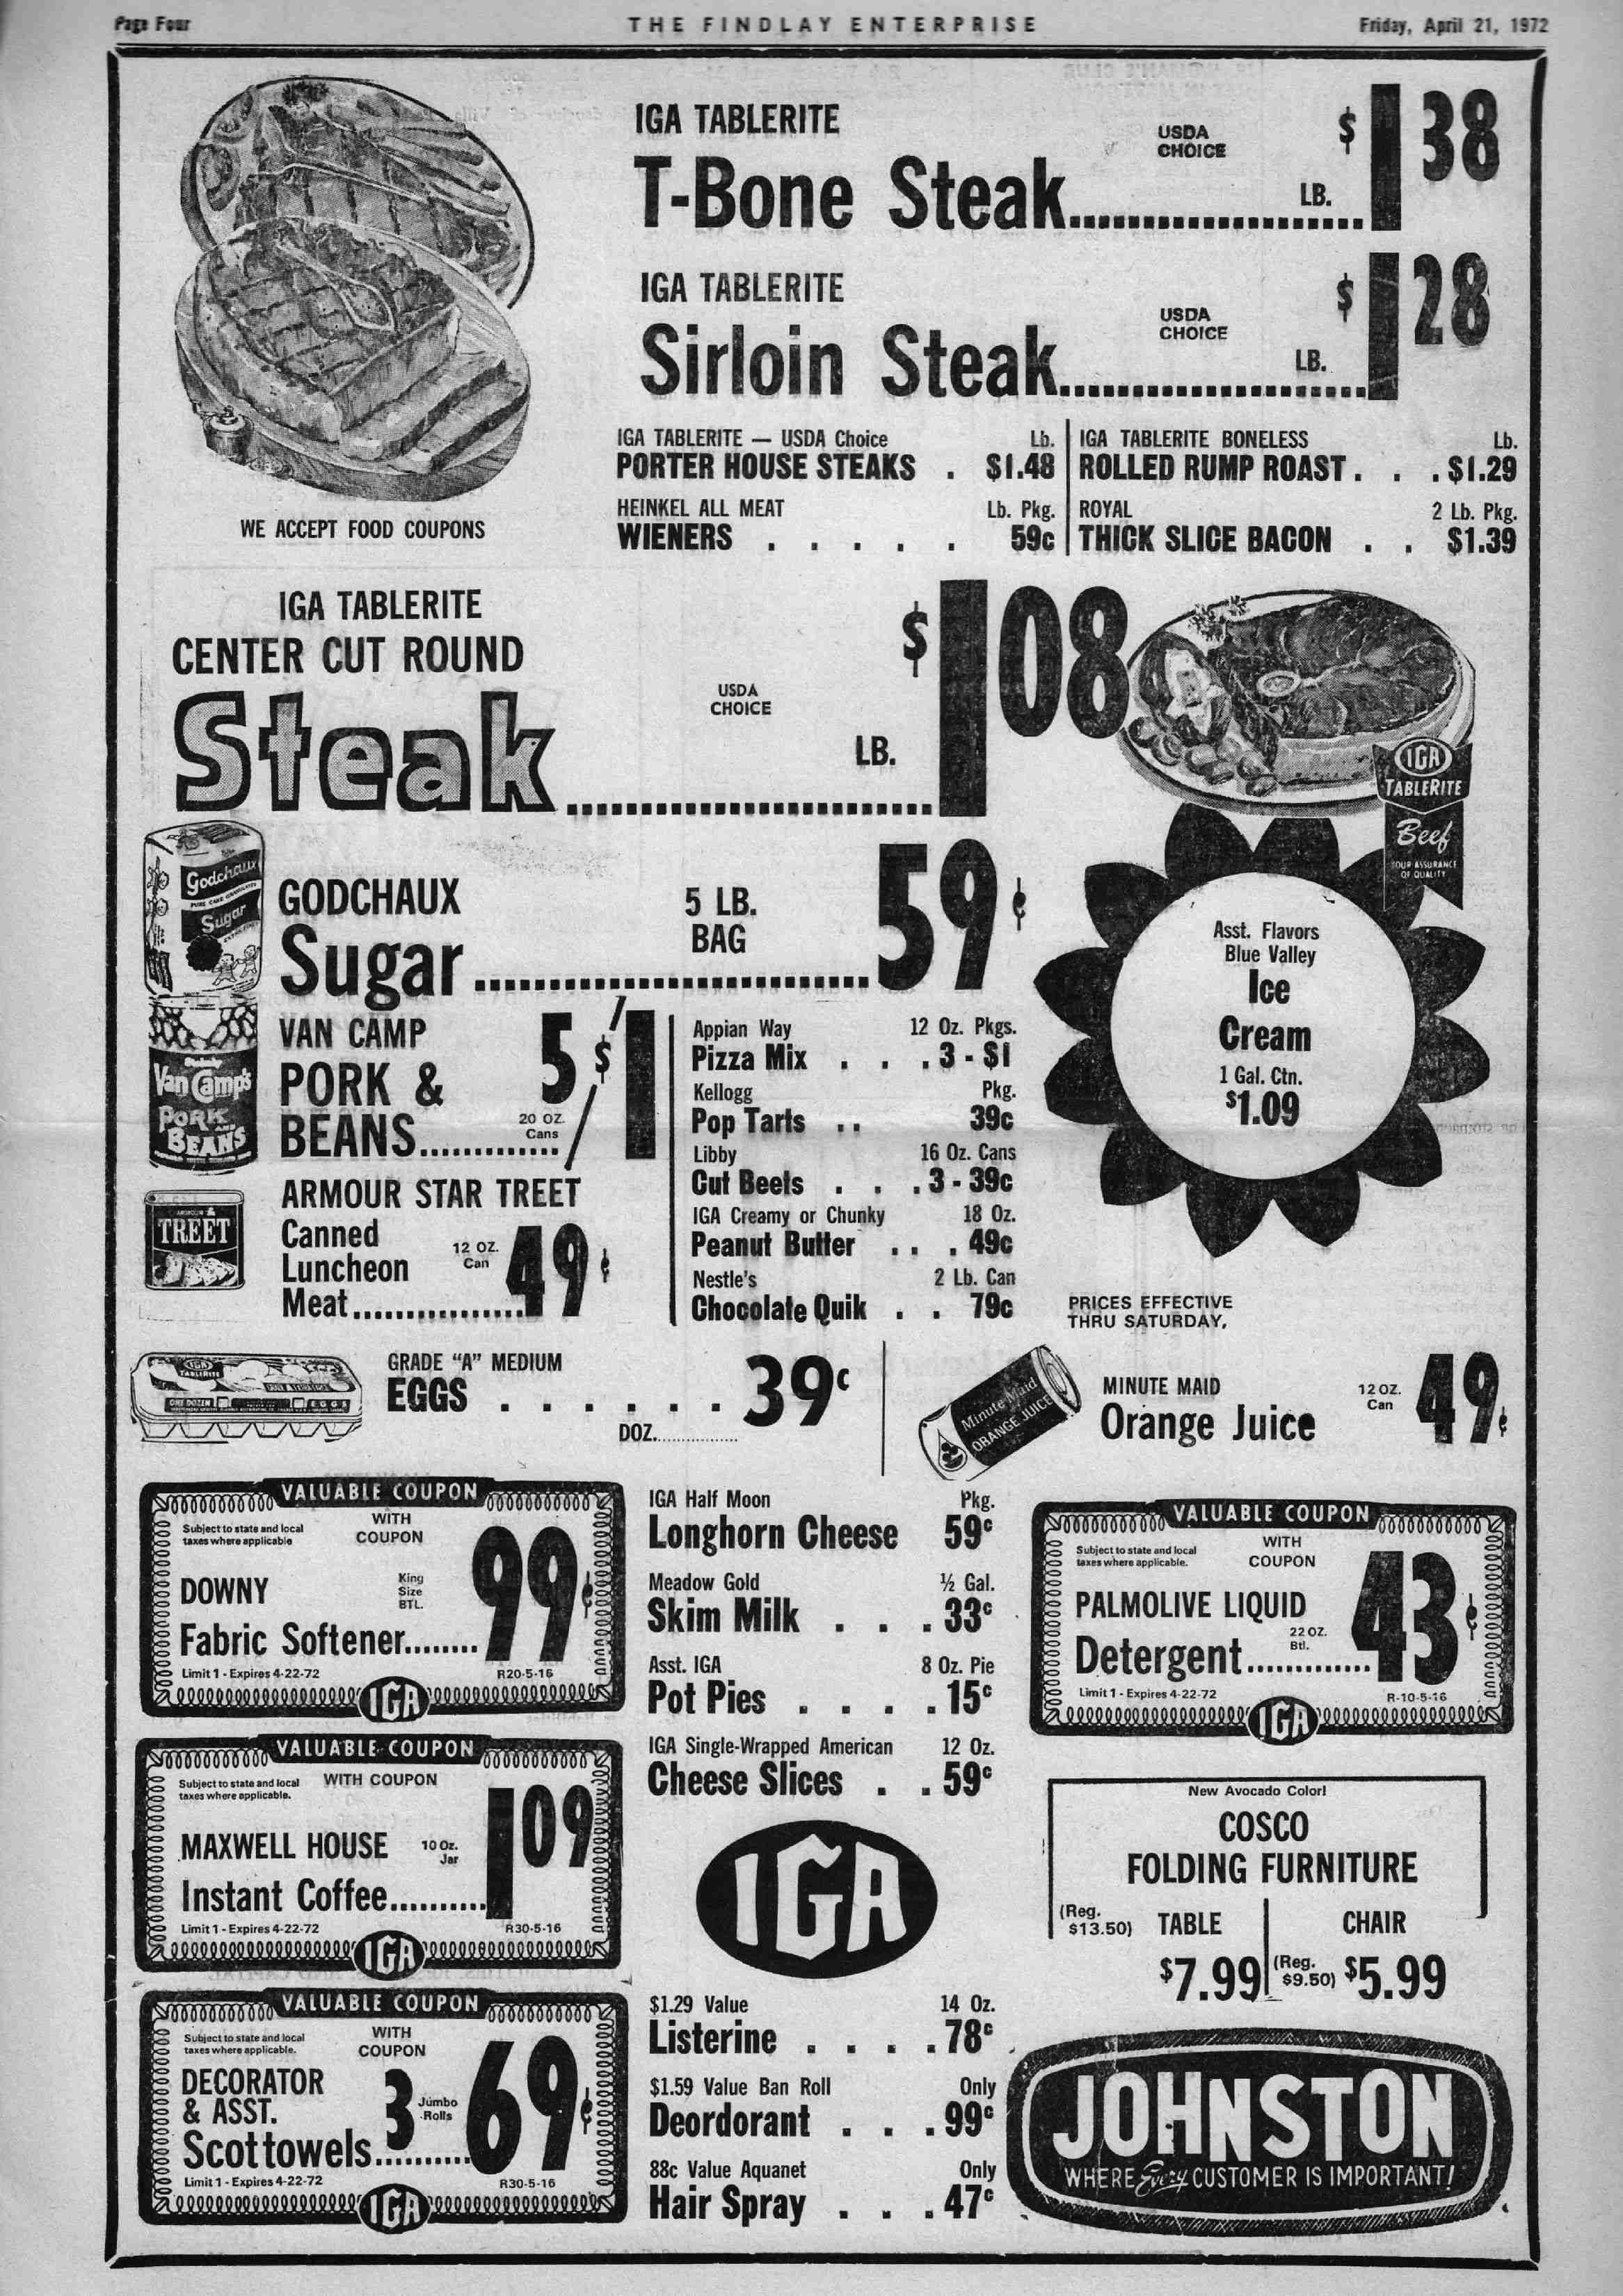 Page Four
THE FINDLAY ENTERPRISE
Friday, April 21, 1972
IGA TABLERITE
T-Bone Steak
USDA
CHOICE
LB.
$1 38
IGA TABLERITE
Sirloin Steak
USDA
CHOICE
LB.
$1 28
WE ACCEPT FOOD COUPONS
IGA TABLERITE — USDA Choice Lb.
PORTER HOUSE STEAKS . $1.48
HEINKEL ALL MEAT Lb. Pkg.
WIENERS . . . . . 59c
IGA TABLERITE BONELESS Lb.
ROLLED RUMP ROAST . . . $1.29
ROYAL 2 Lb. Pkg.
THICK SLICE BACON . . $1.39
IGA TABLERITE
CENTER CUT ROUND
Steak
USDA
CHOICE
LB.
$1 08
IGA
TABLERITE
Beef
YOUR ASSURANCE
OF QUALITY
Godchaux
PURE CANE GRANULATED
Sugar
GODCHAUX
Sugar
5 LB.
BAG
59¢
Asst. Flavors
Blue Valley
Ice
Cream
1 Gal. Ctn.
$1.09
Van Camp's
PORK
BEANS
VAN CAMP
PORK &
BEANS
20 OZ.
Cans
5/$1
ARMOUR
TREET
ARMOUR STAR TREET
Canned
Luncheon
Meat
12 OZ.
Can
49¢
Appian Way 12 Oz. Pkgs.
Pizza Mix . . . 3 - $1
Kellogg Pkg.
Pop Tarts . . 39c
Libby 16 Oz. Cans
Cut Beets . . . 3 - 39c
IGA Creamy or Chunky 18 Oz.
Peanut Butter . . . 49c
Nestle's 2 Lb. Can
Chocolate Quik . . 79c
PRICES EFFECTIVE
THRU SATURDAY,
IGA
TABLERITE
ONE DOZEN
EGGS
GRADE "A" MEDIUM
EGGS . . . . . . . 39c
DOZ.
Minute Maid
ORANGE JUICE
MINUTE MAID
Orange Juice
12 OZ.
Can
49¢
VALUABLE COUPON
Subject to state and local
taxes where applicable
WITH
COUPON
DOWNY
Fabric Softener
King
Size
BTL.
99¢
Limit 1 - Expires 4-22-72 R20-5-16
IGA
VALUABLE COUPON
Subject to state and local
taxes where applicable.
WITH COUPON
MAXWELL HOUSE
Instant Coffee
10 Oz.
Jar
1 09
Limit 1 - Expires 4-22-72 R30-5-16
IGA
VALUABLE COUPON
Subject to state and local
taxes where applicable.
WITH
COUPON
DECORATOR
& ASST.
Scottowels
3 Jumbo
Rolls
69¢
Limit 1 - Expires 4-22-72 R30-5-16
IGA
IGA Half Moon Pkg.
Longhorn Cheese 59c
Meadow Gold ½ Gal.
Skim Milk . . . 33c
Asst. IGA 8 Oz. Pie
Pot Pies . . . . 15c
IGA Single-Wrapped American 12 Oz.
Cheese Slices . . 59c
IGA
$1.29 Value 14 Oz.
Listerine . . . . 78c
$1.59 Value Ban Roll Only
Deordorant . . . 99c
88c Value Aquanet Only
Hair Spray . . . 47c
VALUABLE COUPON
Subject to state and local
taxes where applicable.
WITH
COUPON
PALMOLIVE LIQUID
Detergent
22 OZ.
Btl.
43¢
Limit 1 - Expires 4-22-72 R-10-5-16
IGA
New Avocado Color!
COSCO
FOLDING FURNITURE
(Reg.
$13.50) TABLE
$7.99
CHAIR
(Reg.
$9.50) $5.99
JOHNSTON
WHERE Every CUSTOMER IS IMPORTANT!